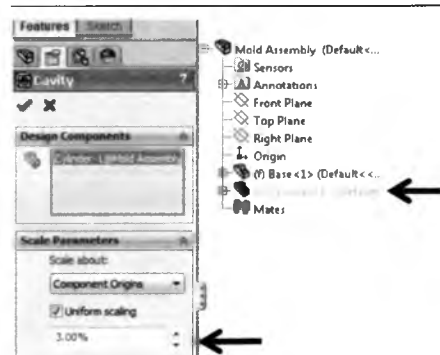 Features Sketch
Cavity ?
Design Components
Scale Parameters
Scale about:
Component Origins
Uniform scaling
3.00%
Mold Assembly (Default<...
Sensors
Annotations
Front Plane
Top Plane
Right Plane
Origin
(f) Base<1> (Default<<...
Mates